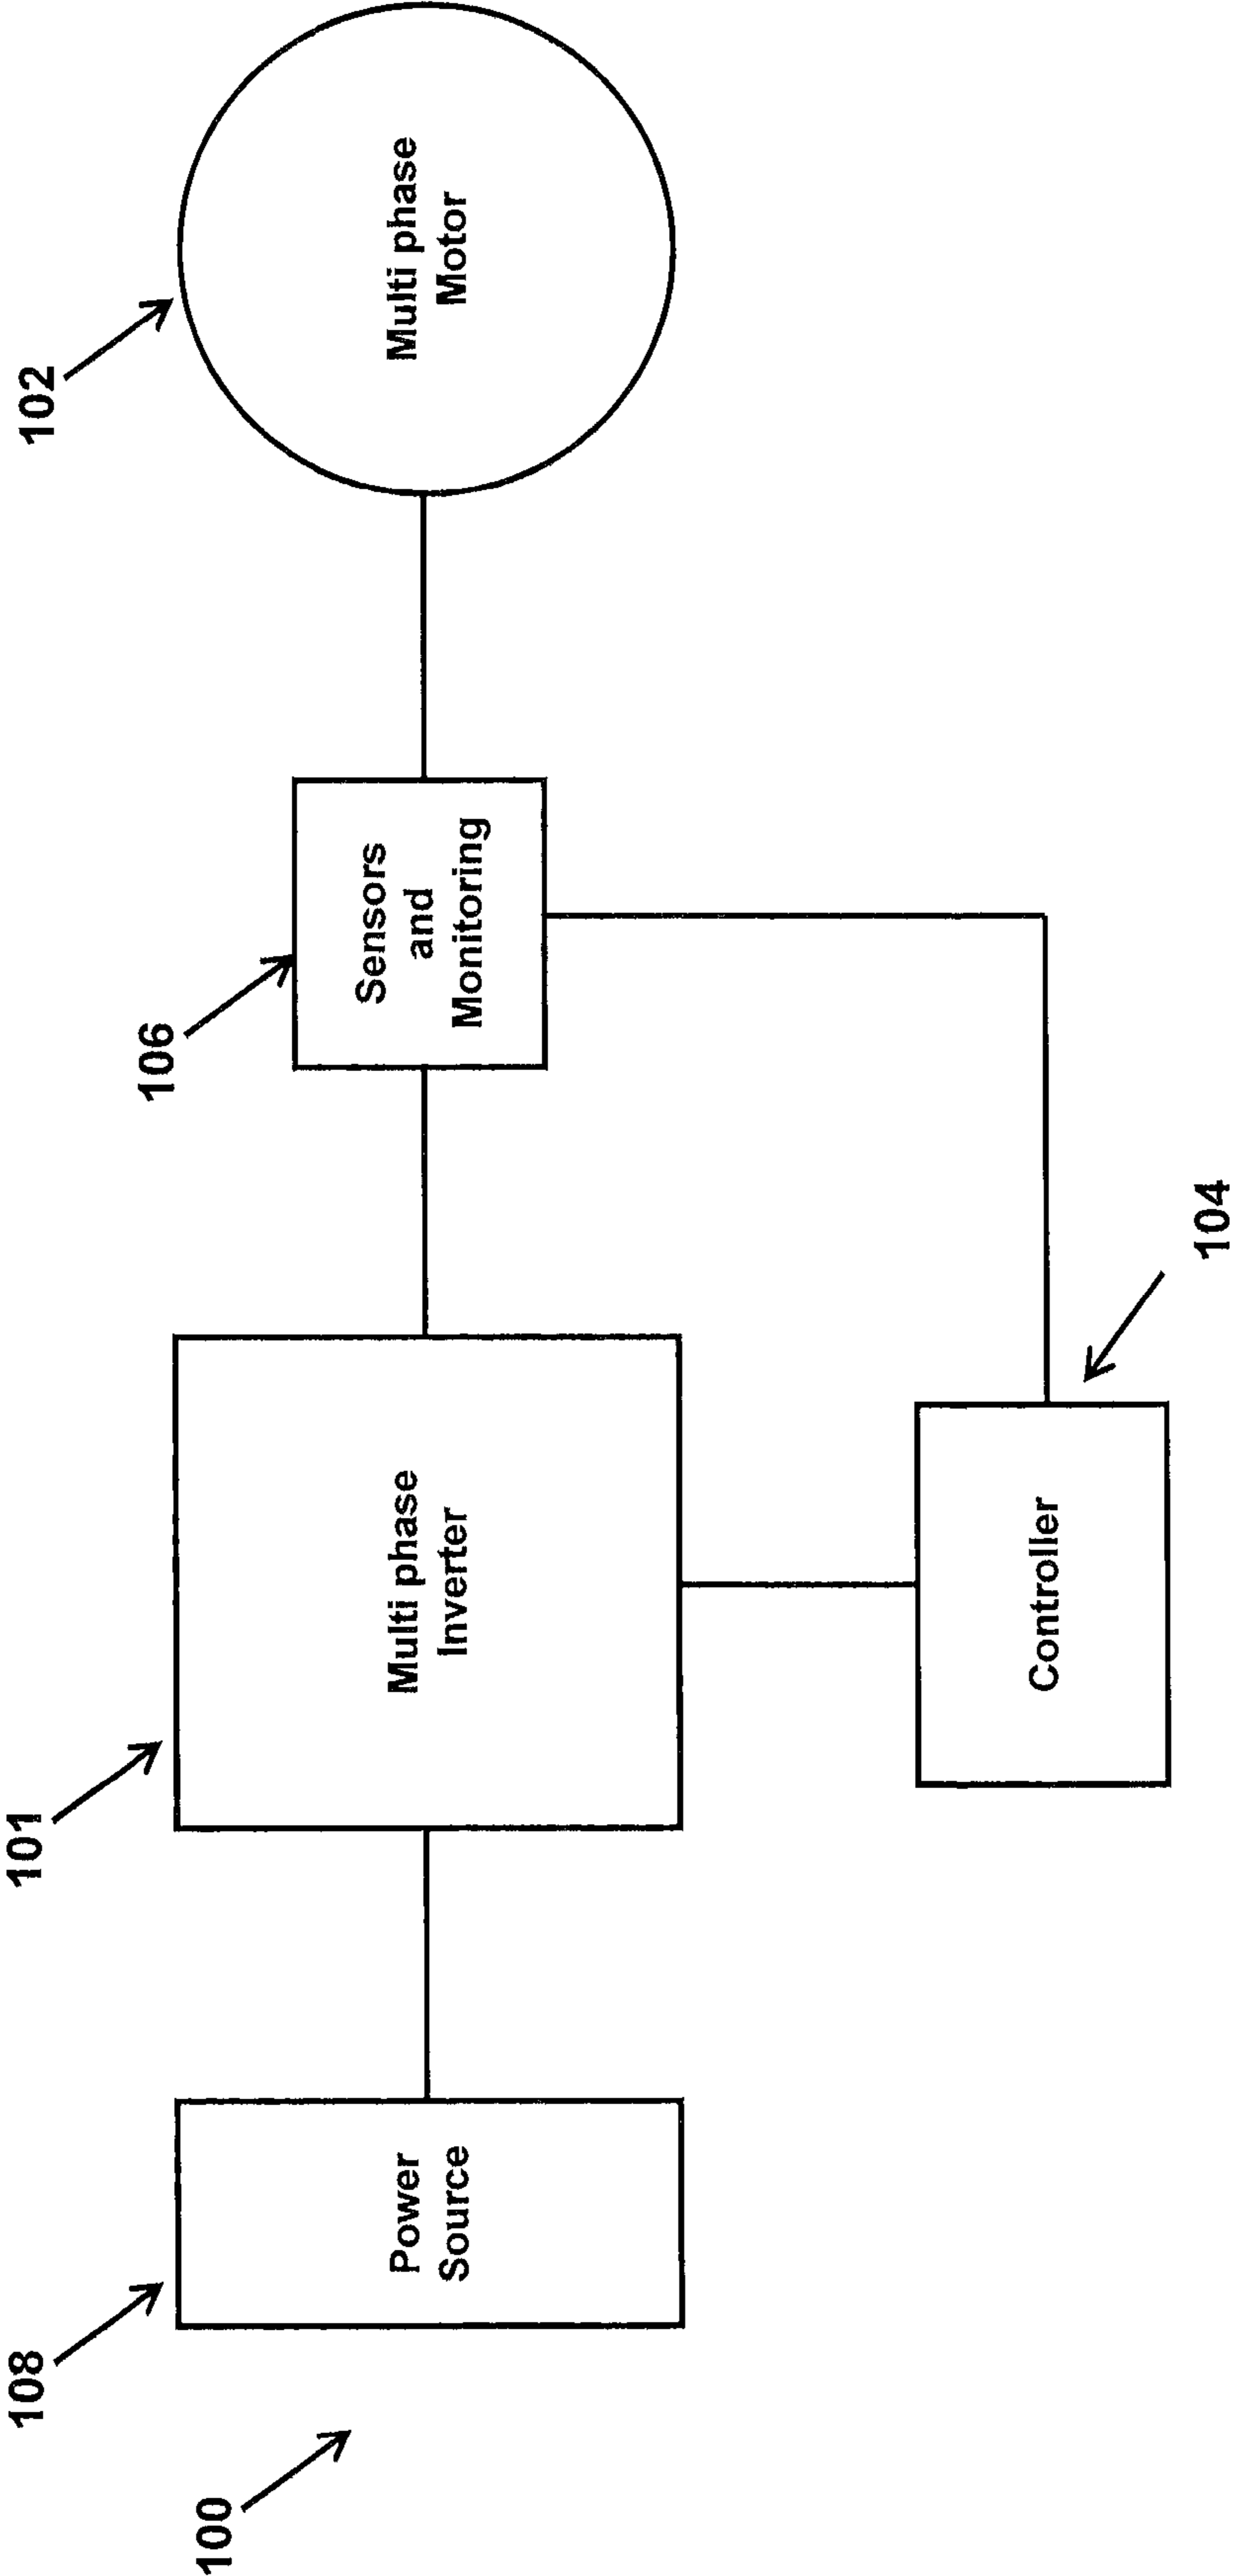 108
101
106
102
Power
Source
Multi phase
Inverter
Sensors
and
Monitoring
Multi phase
Motor
Controller
104
100